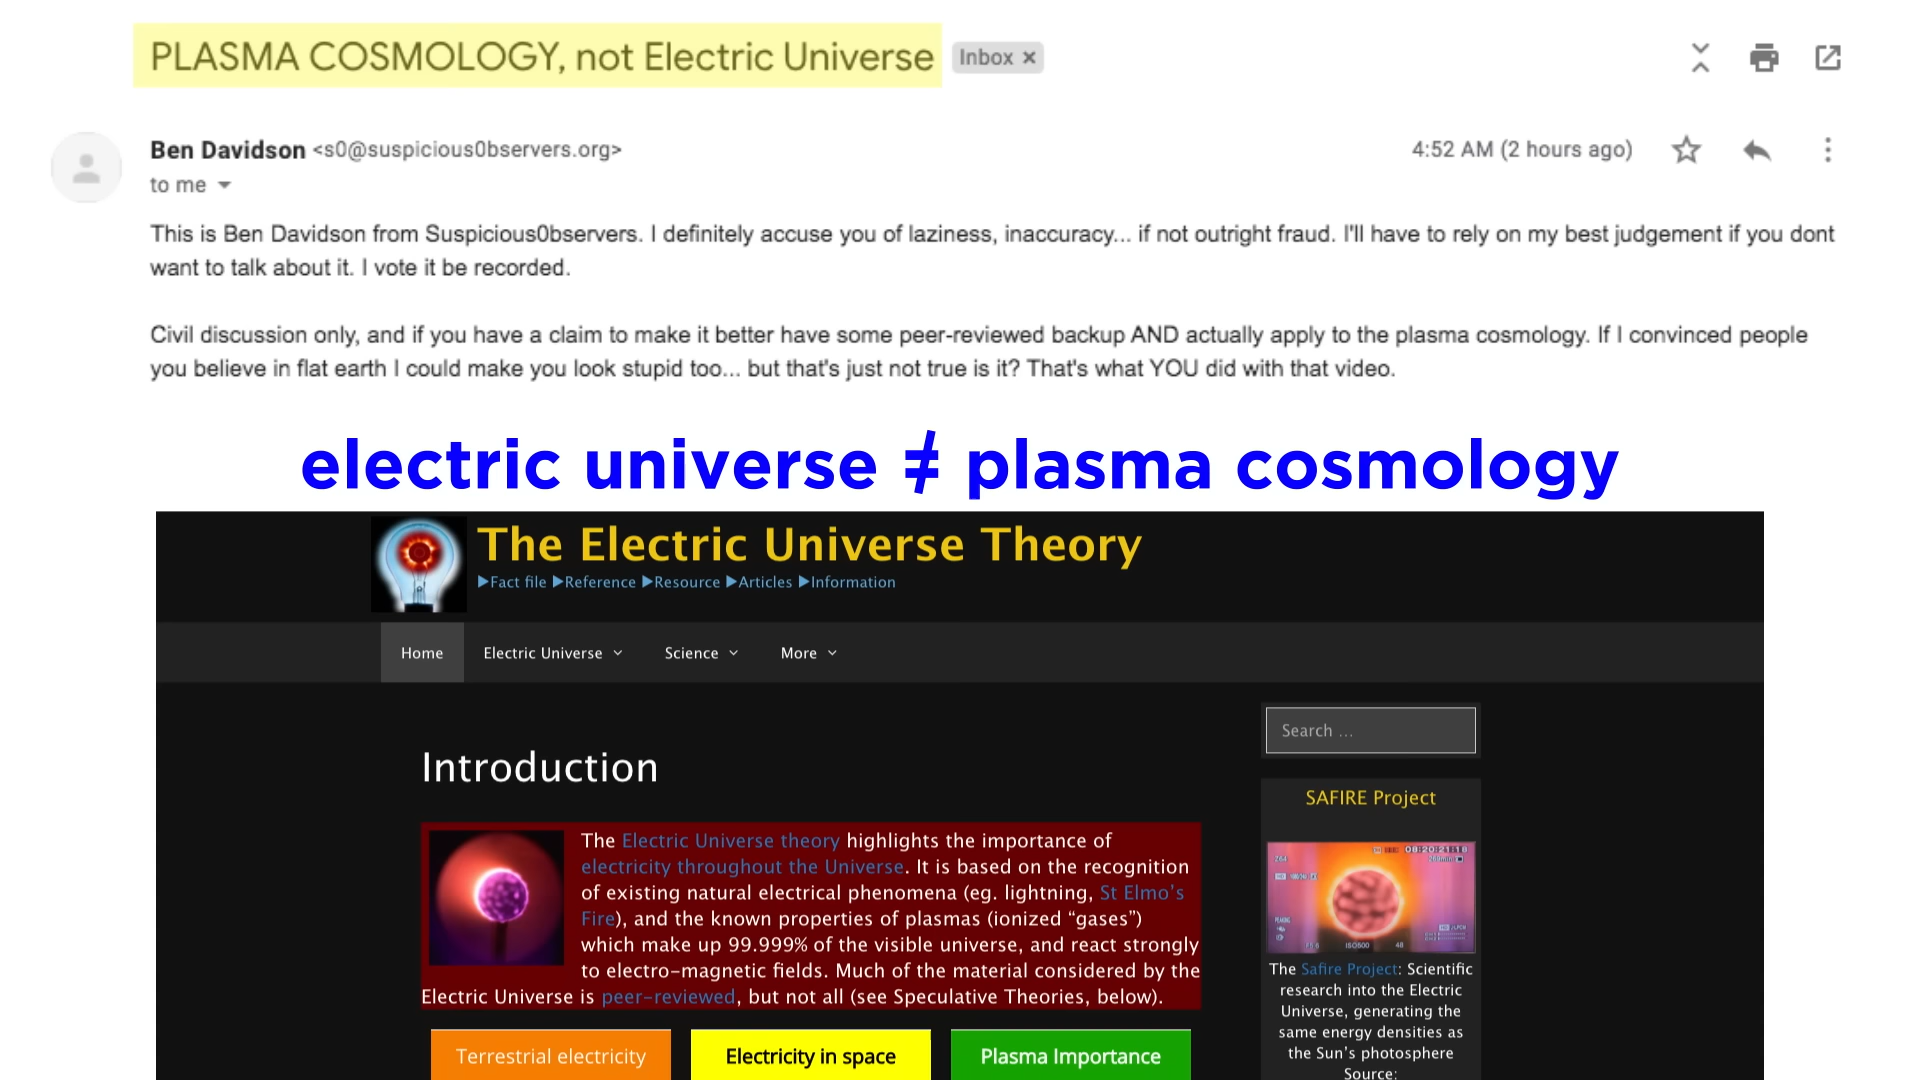 PLASMA COSMOLOGY, not Electric Universe Inbox ×
Ben Davidson <s0@suspicious0bservers.org> 4:52 AM (2 hours ago)
to me
This is Ben Davidson from Suspicious0bservers. I definitely accuse you of laziness, inaccuracy... if not outright fraud. I'll have to rely on my best judgement if you dont
want to talk about it. I vote it be recorded.
Civil discussion only, and if you have a claim to make it better have some peer-reviewed backup AND actually apply to the plasma cosmology. If I convinced people
you believe in flat earth I could make you look stupid too... but that's just not true is it? That's what YOU did with that video.
electric universe ≠ plasma cosmology
The Electric Universe Theory
▶Fact file ▶Reference ▶Resource ▶Articles ▶Information
Home Electric Universe Science More
Search ...
Introduction
The Electric Universe theory highlights the importance of
electricity throughout the Universe. It is based on the recognition
of existing natural electrical phenomena (eg. lightning, St Elmo's
Fire), and the known properties of plasmas (ionized “gases”)
which make up 99.999% of the visible universe, and react strongly
to electro-magnetic fields. Much of the material considered by the
Electric Universe is peer-reviewed, but not all (see Speculative Theories, below).
Terrestrial electricity
Electricity in space
Plasma Importance
SAFIRE Project
08:20:21:18
ISO500
The Safire Project: Scientific
research into the Electric
Universe, generating the
same energy densities as
the Sun's photosphere
Source: